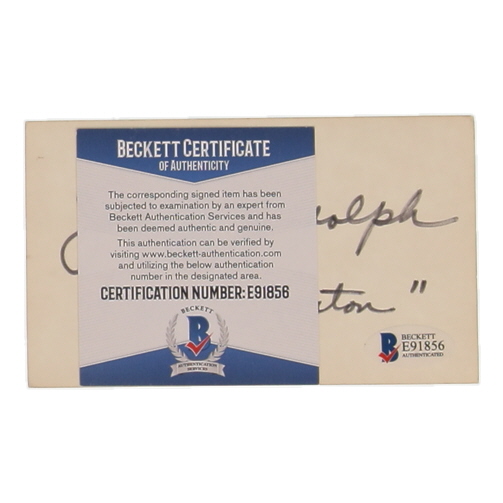 BECKETT CERTIFICATE
OF AUTHENTICITY
The corresponding signed item has been
subjected to examination by an expert from
Beckett Authentication Services and has
been deemed authentic and genuine.
This authentication can be verified by
visiting www.beckett-authentication.com
and utilizing the below authentication
number in the designated area.
CERTIFICATION NUMBER: E91856
BECKETT
B
AUTHENTICATION
SERVICES
olph
ton "
B
BECKETT
E91856
AUTHENTICATED